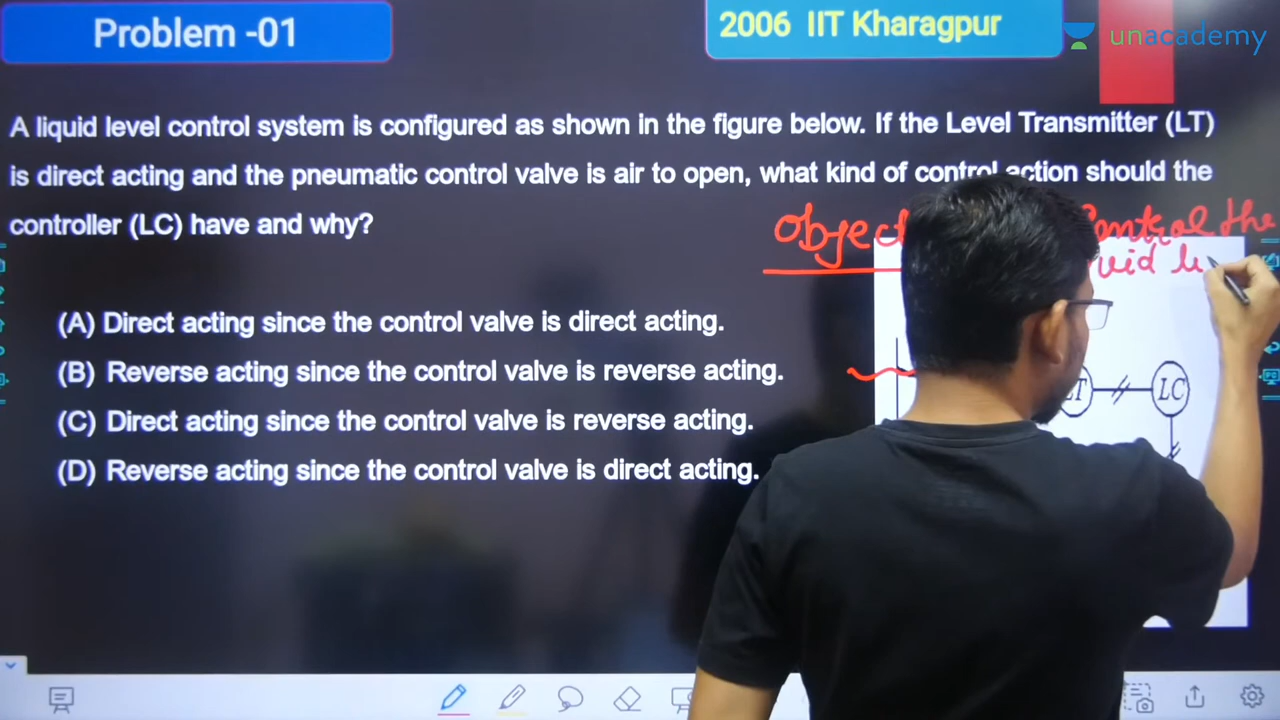 Problem -01
2006 IIT Kharagpur
unacademy
A liquid level control system is configured as shown in the figure below. If the Level Transmitter (LT)
is direct acting and the pneumatic control valve is air to open, what kind of control action should the
controller (LC) have and why?
Control the
(A) Direct acting since the control valve is direct acting.
(B) Reverse acting since the control valve is reverse acting.
(C) Direct acting since the control valve is reverse acting.
(D) Reverse acting since the control valve is direct acting.
LC